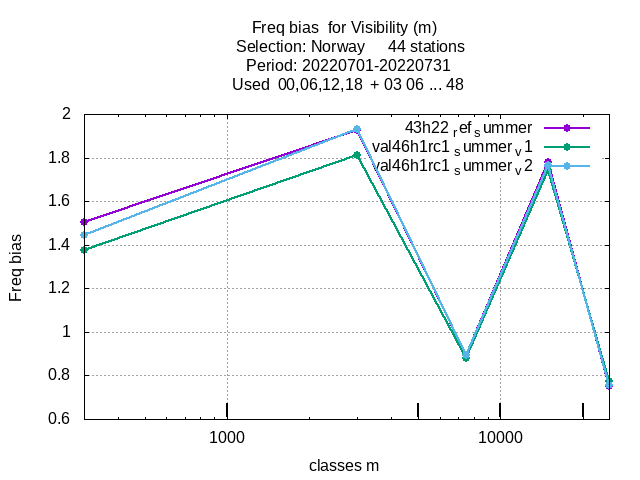 Freq bias for Visibility (m)
Selection: Norway 44 stations
Period: 20220701-20220731
Used 00,06,12,18 + 03 06 ... 48
2
1.8
1.6
1.4
1.2
1
0.8
0.6
Freq bias
43h22 ref summer
val46h1rc1 summer v1
val46h1rc1 summer v2
1000
10000
classes m